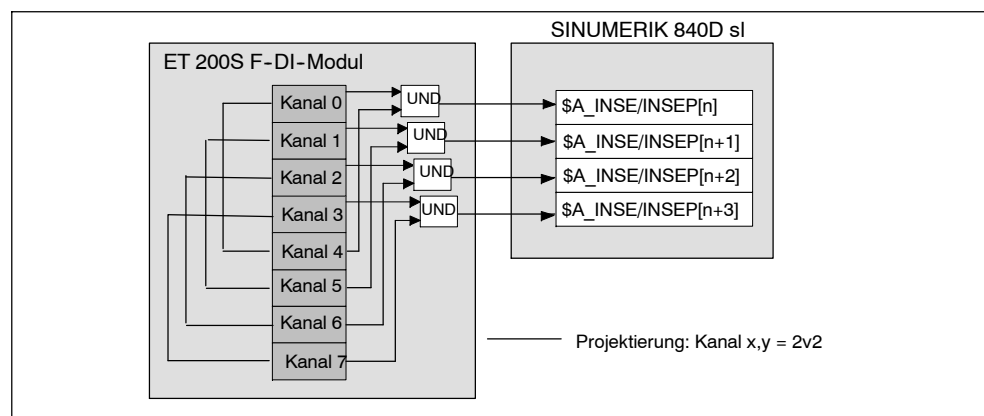 SINUMERIK 840D sl
ET 200S F-DI-Modul
Kanal 0
Kanal 1
Kanal 2
Kanal 3
Kanal 4
Kanal 5
Kanal 6
Kanal 7
UND
UND
UND
UND
$A_INSE/INSEP[n]
$A_INSE/INSEP[n+1]
$A_INSE/INSEP[n+2]
$A_INSE/INSEP[n+3]
Projektierung: Kanal x,y = 2v2